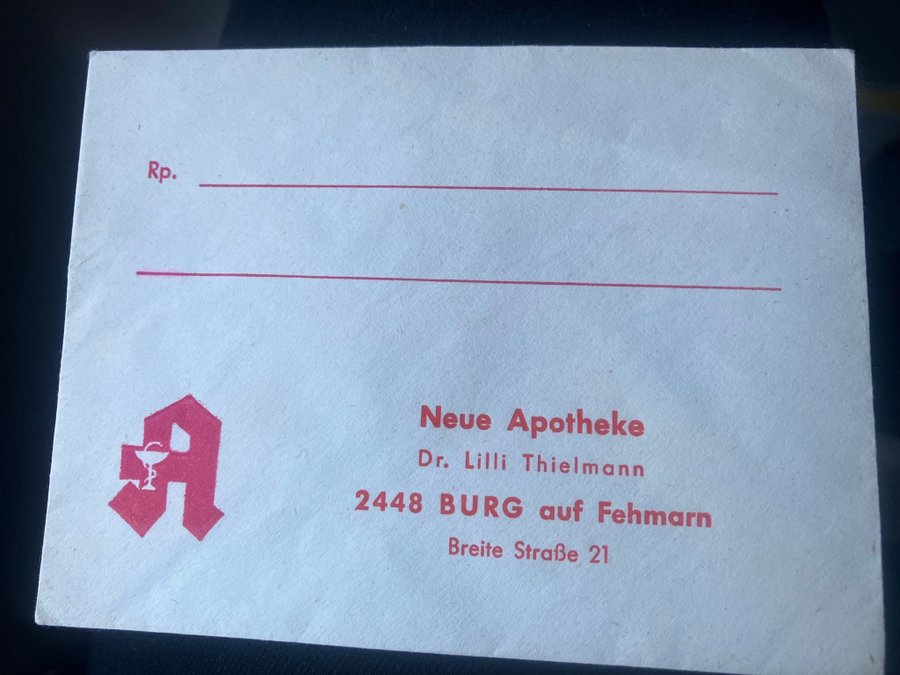 Rp.
Neue Apotheke
Dr. Lilli Thielmann
2448 BURG auf Fehmarn
Breite Straße 21